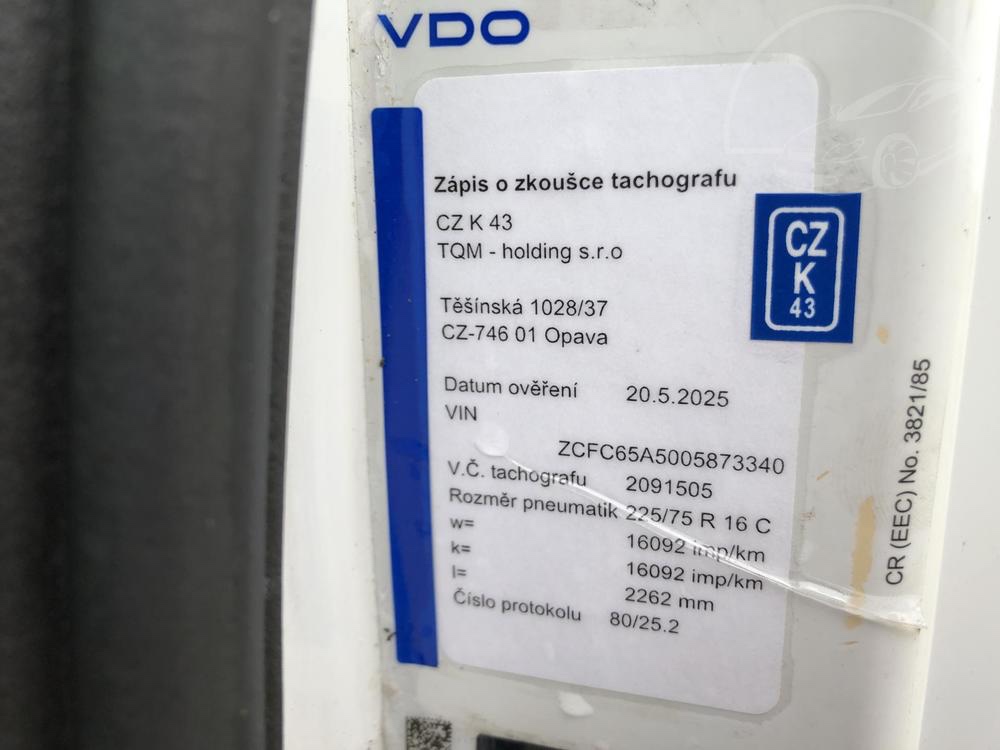 VDO
Zápis o zkoušce tachografu
CZ K 43
TQM - holding s.r.o
CZ
K
43
Těšínská 1028/37
CZ-746 01 Opava
Datum ověření 20.5.2025
VIN
ZCFC65A5005873340
V.Č. tachografu 2091505
Rozměr pneumatik 225/75 R 16 C
w= 16092 imp/km
k= 16092 imp/km
l= 2262 mm
Číslo protokolu 80/25.2
CR (EEC) No. 3821/85